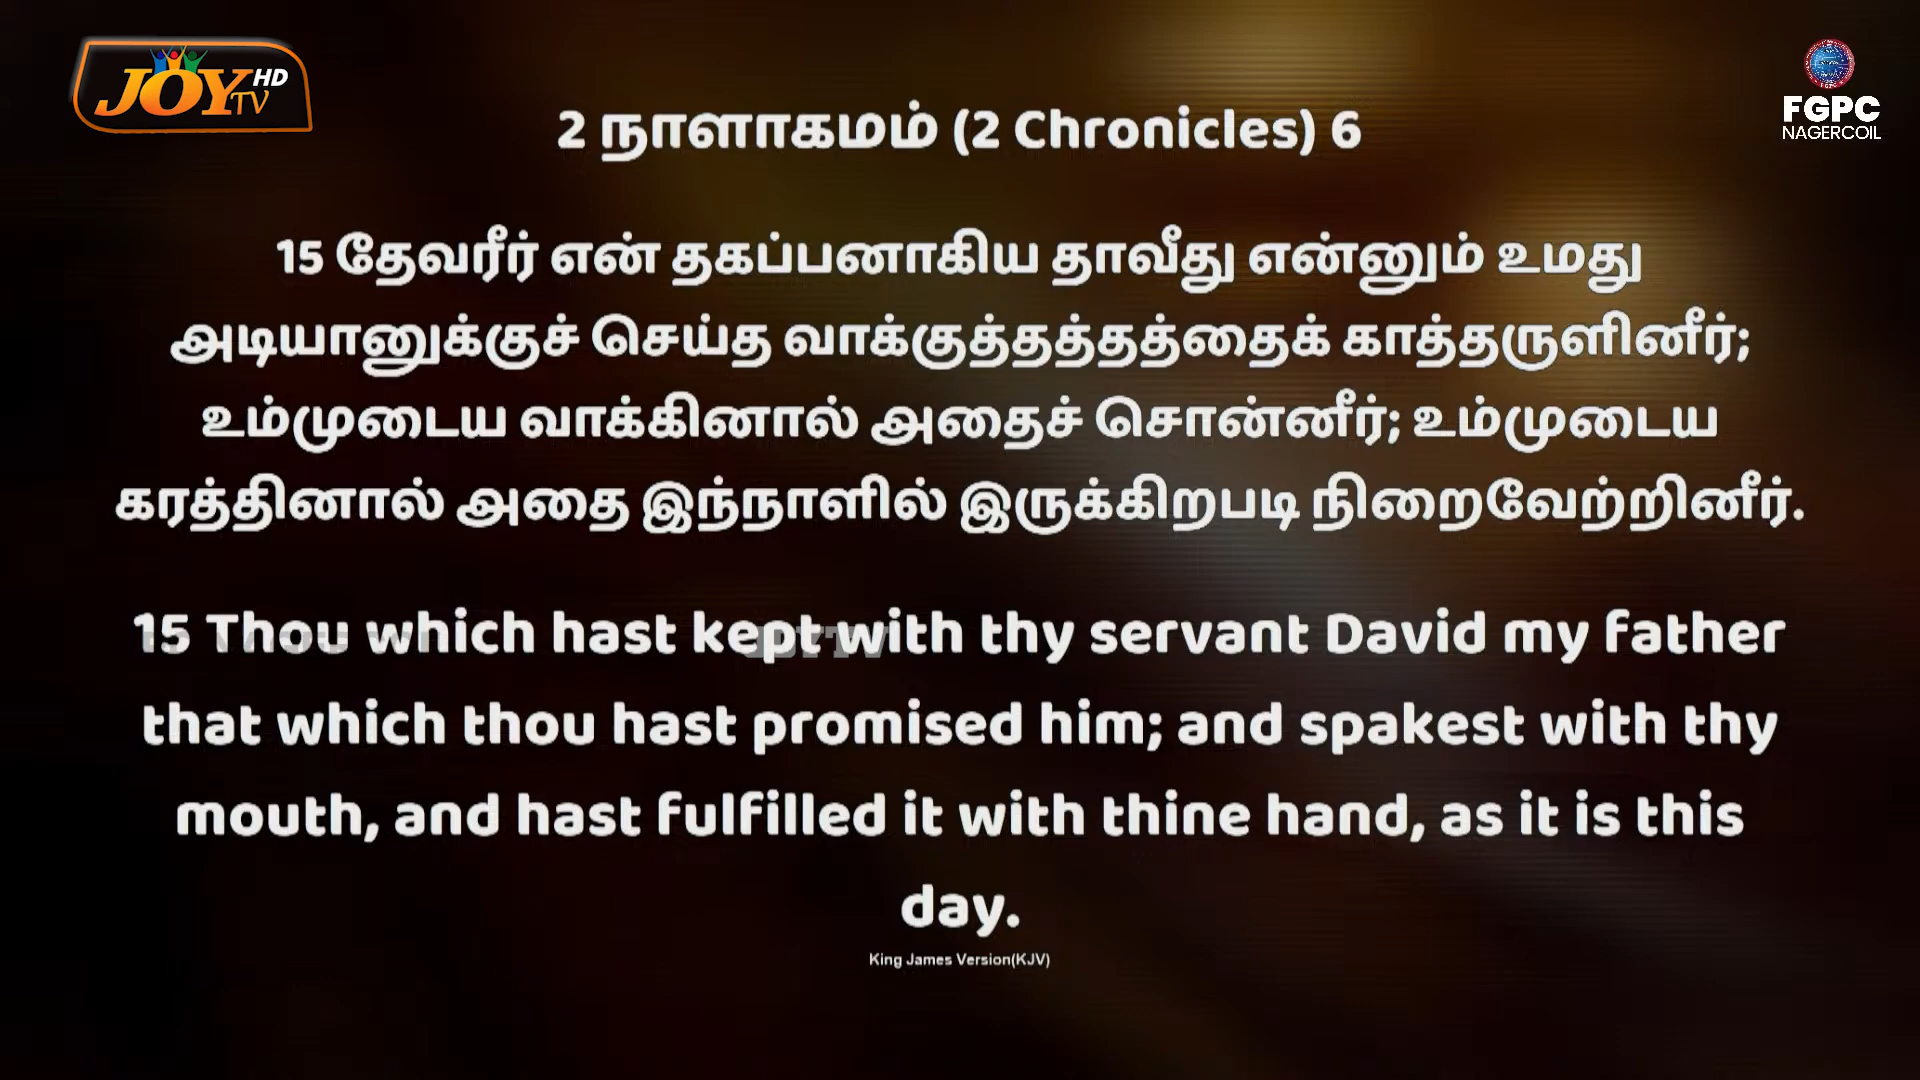 JOY TV HD
FGPC
NAGERCOIL
2 நாளாகமம் (2 Chronicles) 6
15 தேவரீர் என் தகப்பனாகிய தாவீது என்னும் உமது
அடியானுக்குச் செய்த வாக்குத்தத்தத்தைக் காத்தருளினீர்;
உம்முடைய வாக்கினால் அதைச் சொன்னீர்; உம்முடைய
கரத்தினால் அதை இந்நாளில் இருக்கிறபடி நிறைவேற்றினீர்.
15 Thou which hast kept with thy servant David my father
that which thou hast promised him; and spakest with thy
mouth, and hast fulfilled it with thine hand, as it is this
day.
King James Version(KJV)